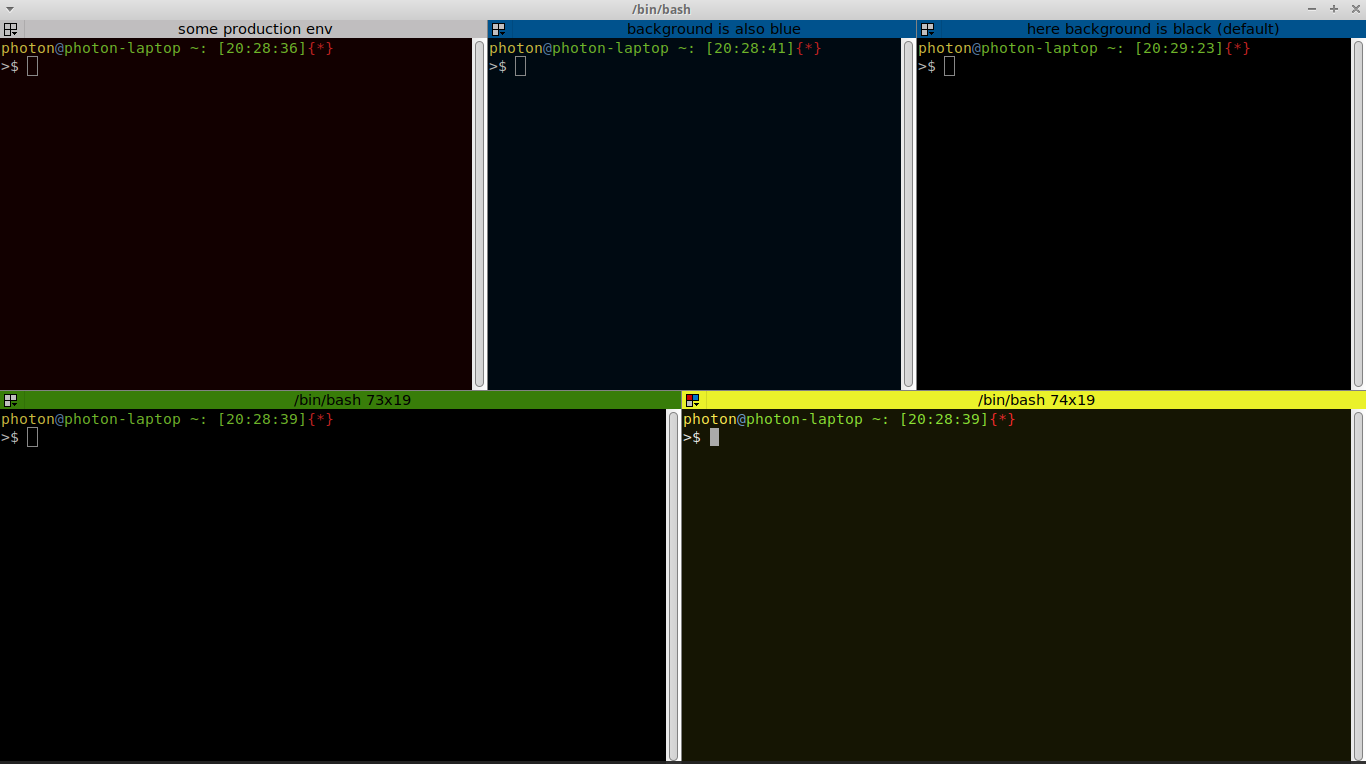 /bin/bash
some production env
photon@photon-laptop ~: [20:28:36]{*}
>$
background is also blue
photon@photon-laptop ~: [20:28:41]{*}
>$
here background is black (default)
photon@photon-laptop ~: [20:29:23]{*}
>$
/bin/bash 73x19
photon@photon-laptop ~: [20:28:39]{*}
>$
/bin/bash 74x19
photon@photon-laptop ~: [20:28:39]{*}
>$